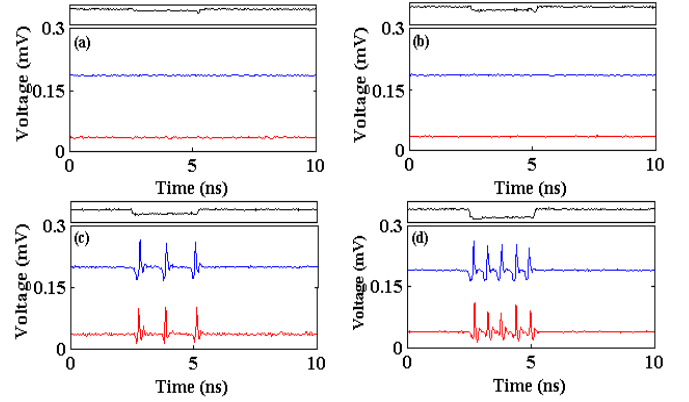 0.3
(a)
Voltage (mV)
0.15
0
0
5
10
Time (ns)
0.3
(b)
Voltage (mV)
0.15
0
0
5
10
Time (ns)
0.3
(c)
Voltage (mV)
0.15
0
0
5
10
Time (ns)
0.3
(d)
Voltage (mV)
0.15
0
0
5
10
Time (ns)